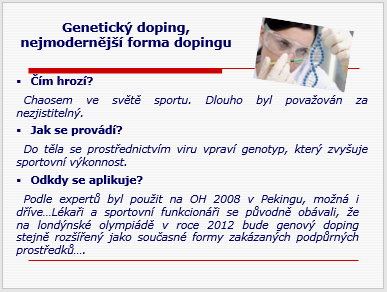 Genetický doping,
nejmodernější forma dopingu
▪ Čím hrozí?
Chaosem ve světě sportu. Dlouho byl považován za
nezjistitelný.
▪ Jak se provádí?
Do těla se prostřednictvím viru vpraví genotyp, který zvyšuje
sportovní výkonnost.
▪ Odkdy se aplikuje?
Podle expertů byl použit na OH 2008 v Pekingu, možná i
dříve...Lékaři a sportovní funkcionáři se původně obávali, že
na londýnské olympiádě v roce 2012 bude genový doping
stejně rozšířený jako současné formy zakázaných podpůrných
prostředků....